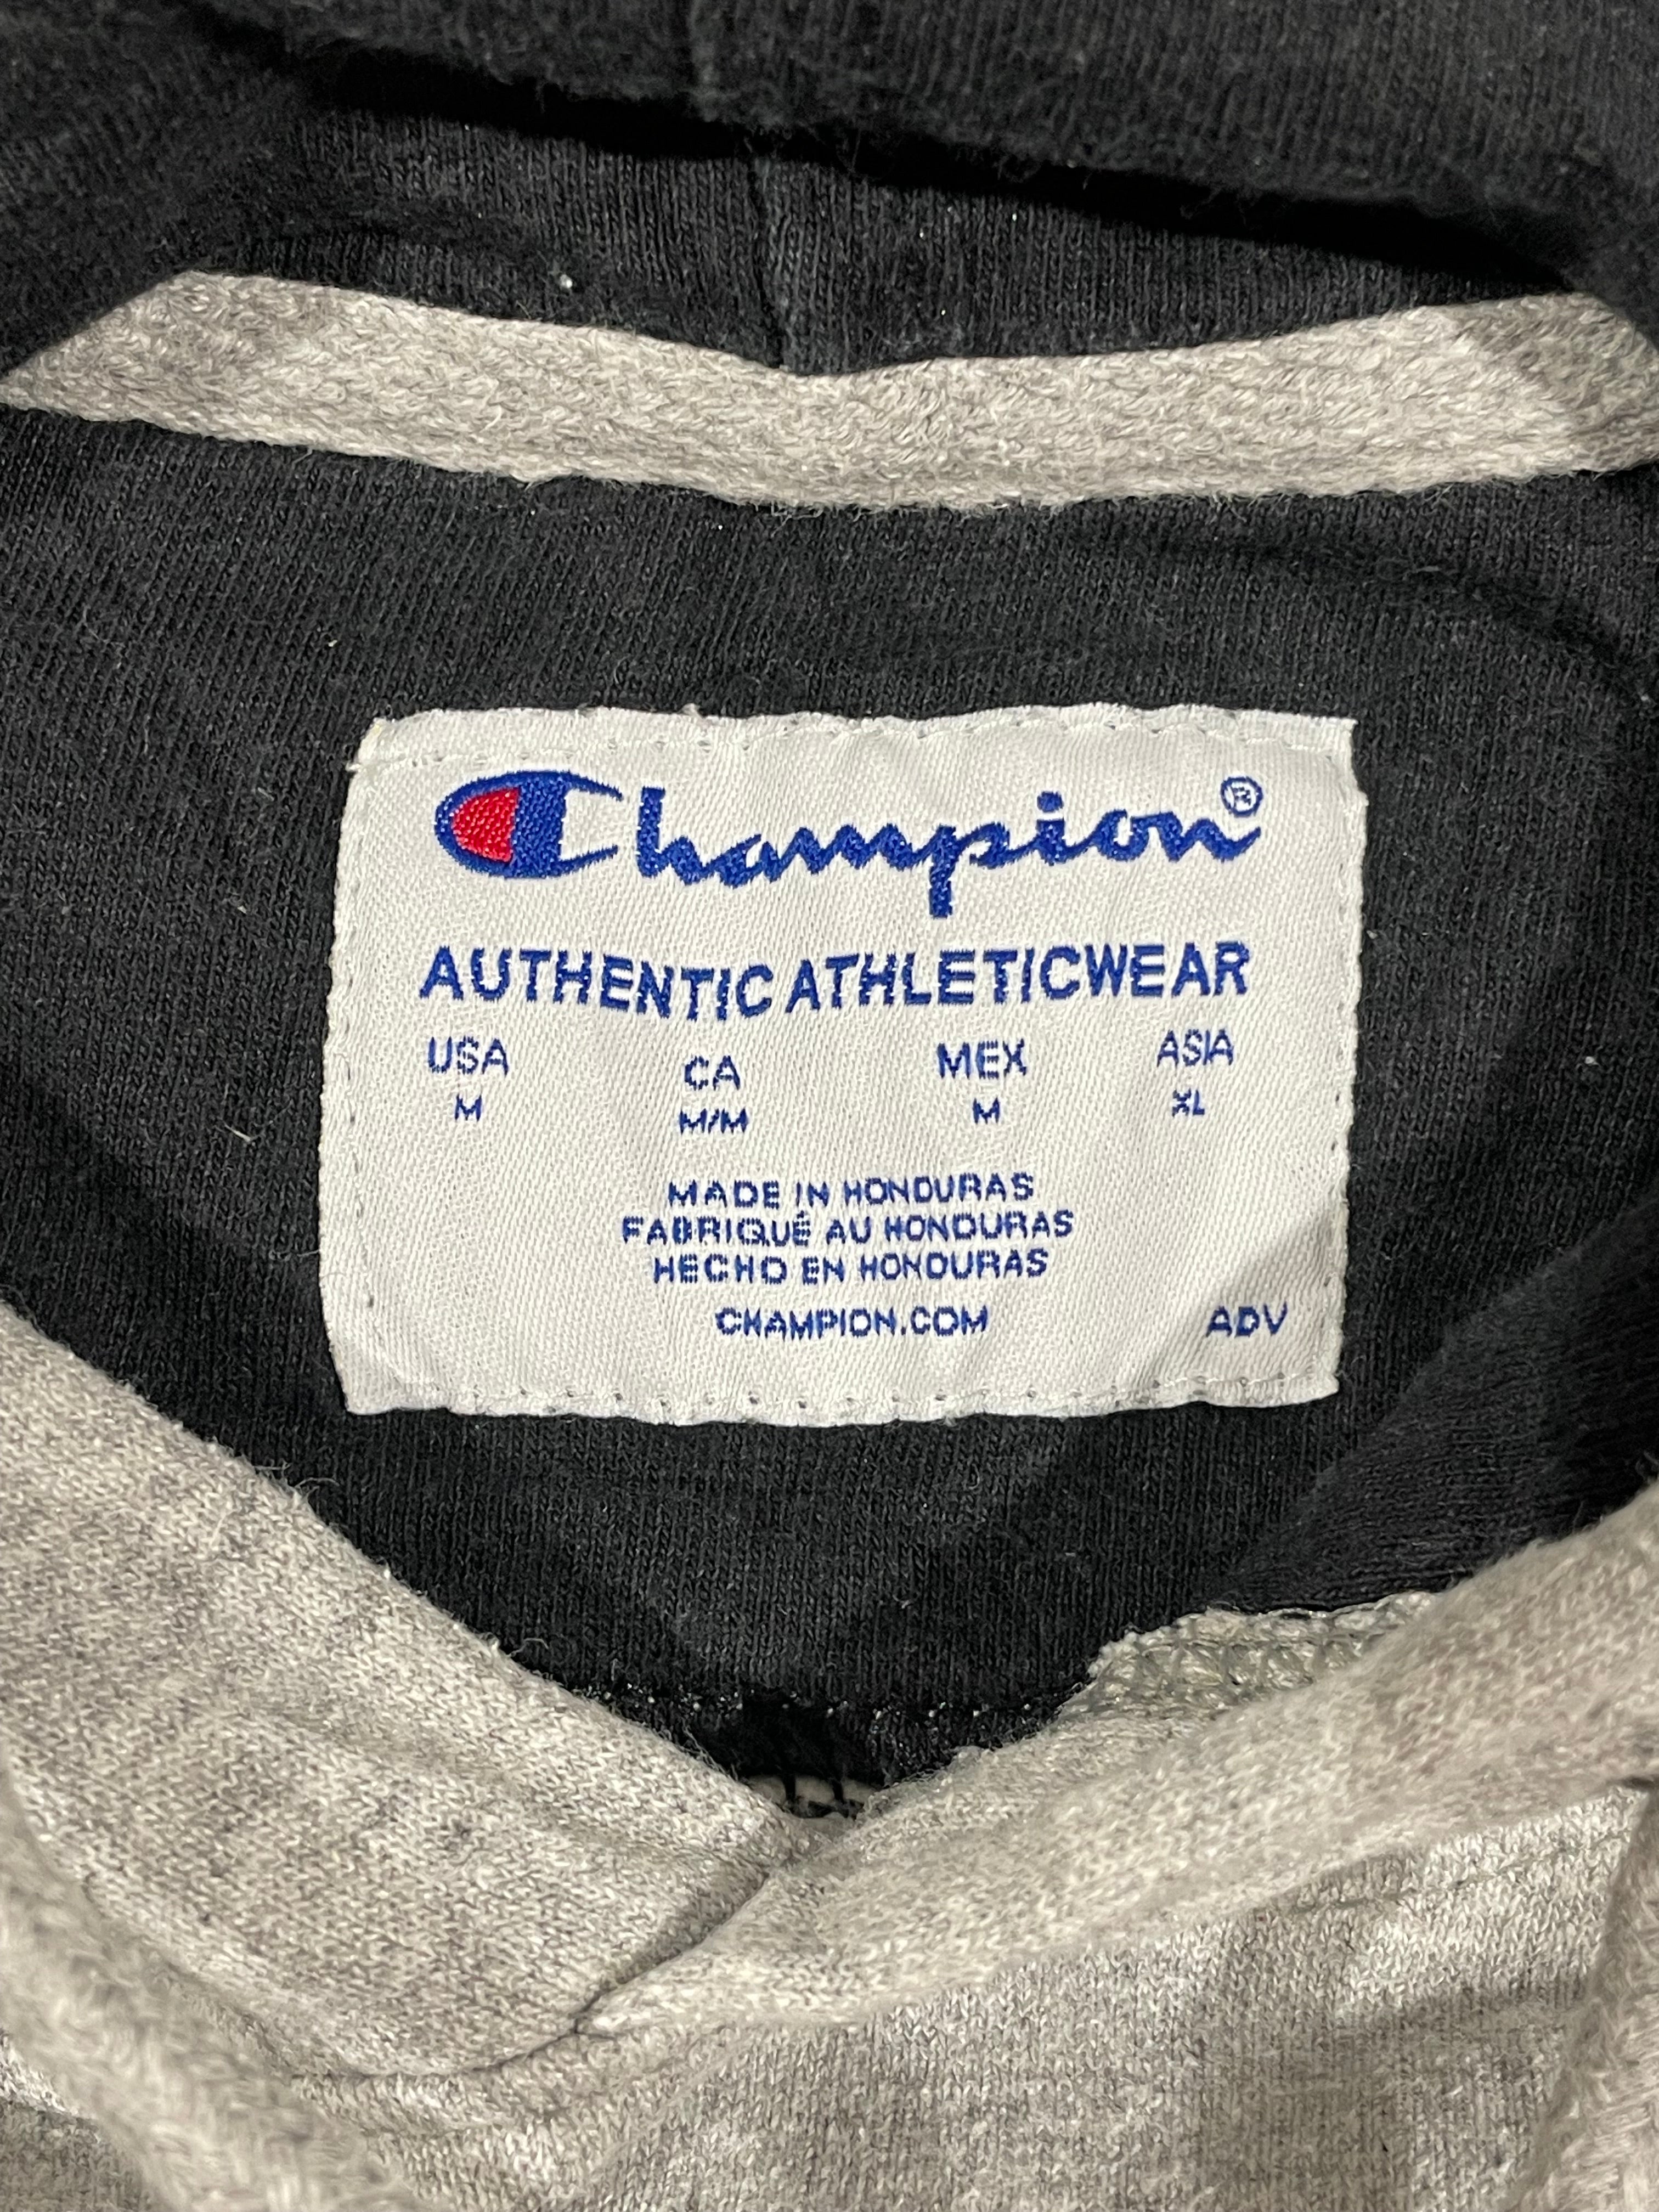 Champion®
AUTHENTIC ATHLETICWEAR
USA CA MEX ASIA
M M/M M XL
MADE IN HONDURAS
FABRIQUÉ AU HONDURAS
HECHO EN HONDURAS
CHAMPION.COM ADV